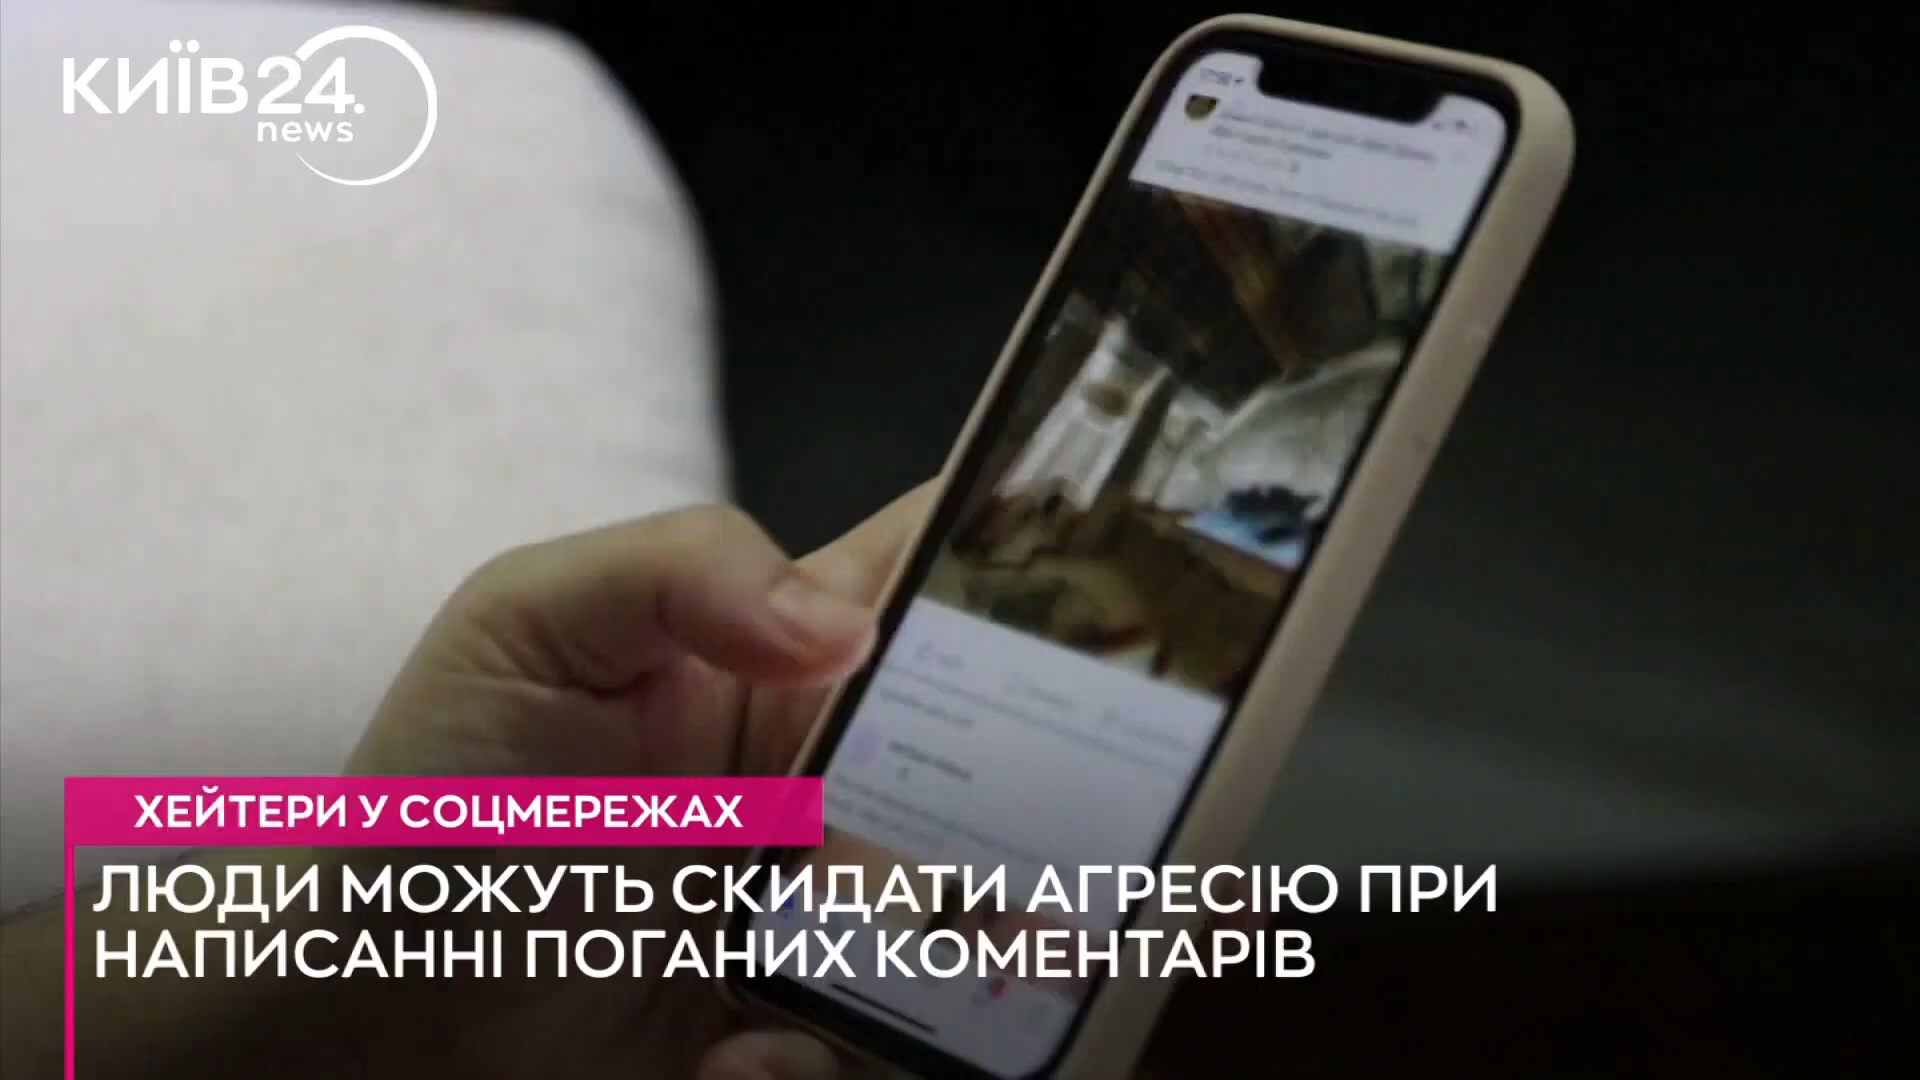 КИЇВ24.
news
ХЕЙТЕРИ У СОЦМЕРЕЖАХ
ЛЮДИ МОЖУТЬ СКИДАТИ АГРЕСІЮ ПРИ
НАПИСАННІ ПОГАНИХ КОМЕНТАРІВ